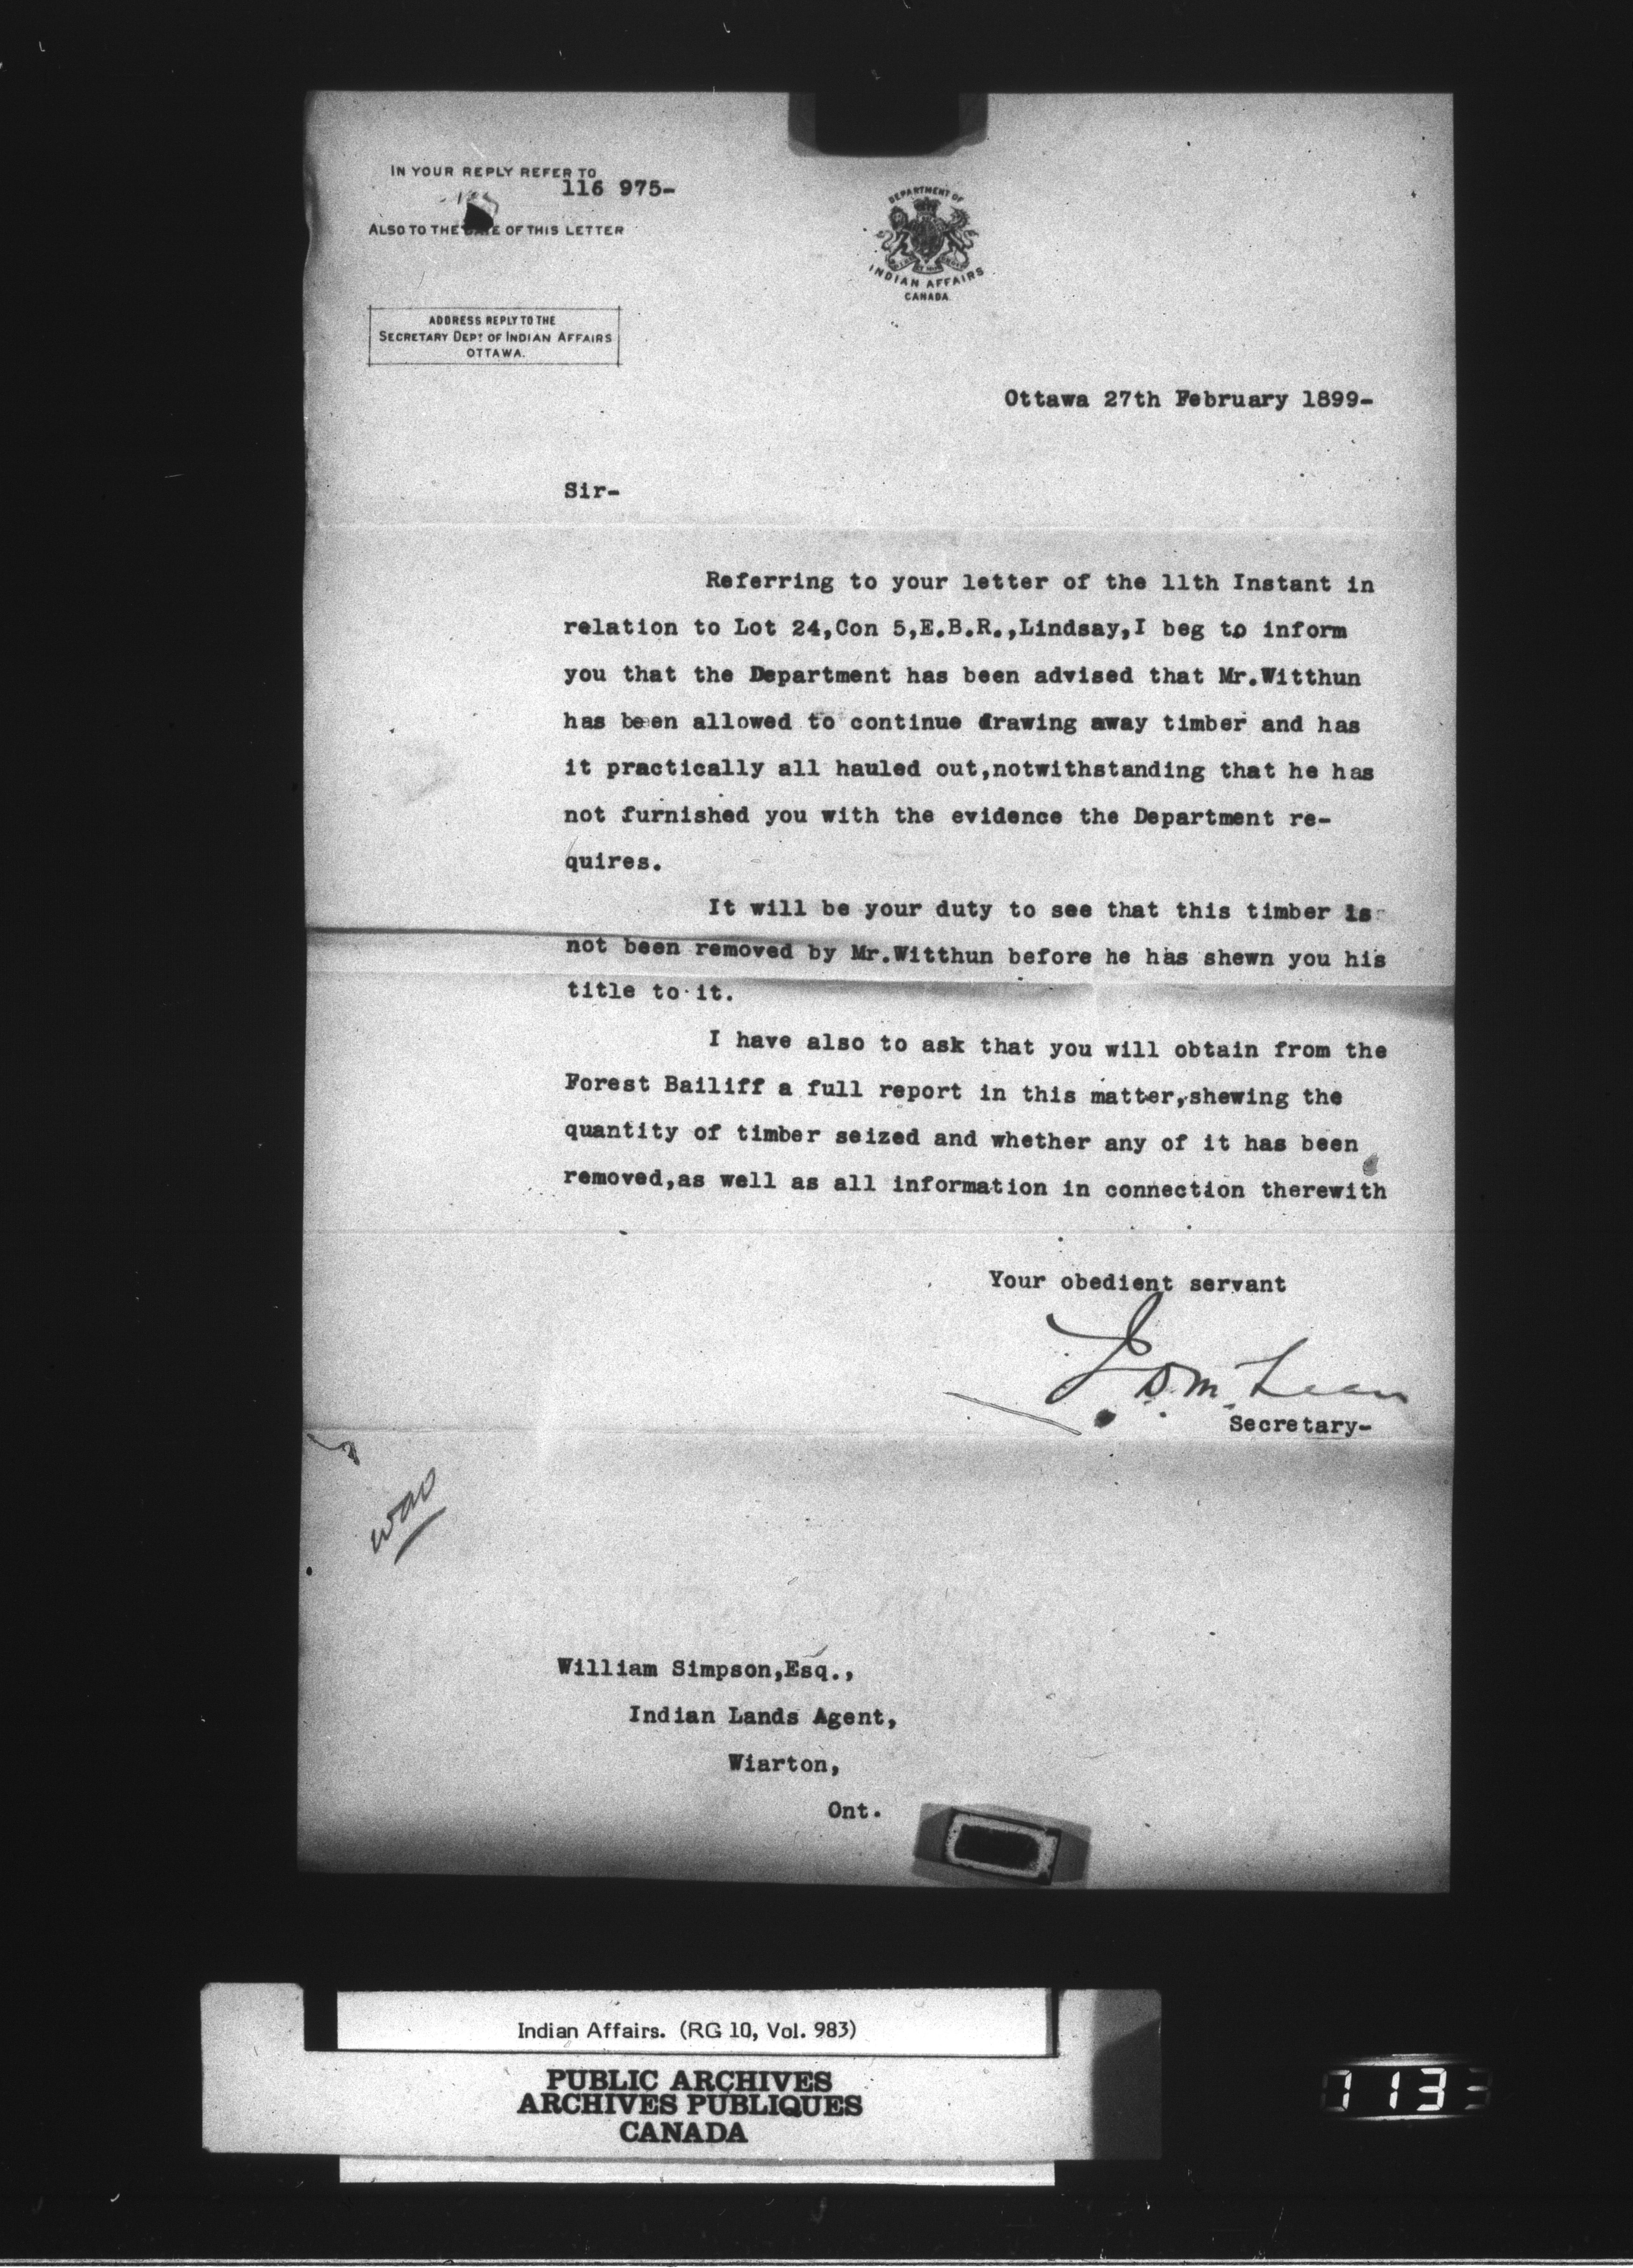 IN YOUR REPLY REFER TO
116 975-
ALSO TO THE DATE OF THIS LETTER
DEPARTMENT OF
INDIAN AFFAIRS
CANADA
ADDRESS REPLY TO THE
SECRETARY DEPT OF INDIAN AFFAIRS
OTTAWA.
Ottawa 27th February 1899-
Sir-
Referring to your letter of the 11th Instant in
relation to Lot 24,Con 5,E.B.R.,Lindsay,I beg to inform
you that the Department has been advised that Mr.Witthun
has been allowed to continue drawing away timber and has
it practically all hauled out,notwithstanding that he has
not furnished you with the evidence the Department re-
quires.
It will be your duty to see that this timber is
not been removed by Mr.Witthun before he has shewn you his
title to it.
I have also to ask that you will obtain from the
Forest Bailiff a full report in this matter,shewing the
quantity of timber seized and whether any of it has been
removed,as well as all information in connection therewith
Your obedient servant
McLean
Secretary-
William Simpson,Esq.,
Indian Lands Agent,
Wiarton,
Ont.
Indian Affairs. (RG 10, Vol. 983)
PUBLIC ARCHIVES
ARCHIVES PUBLIQUES
CANADA
113